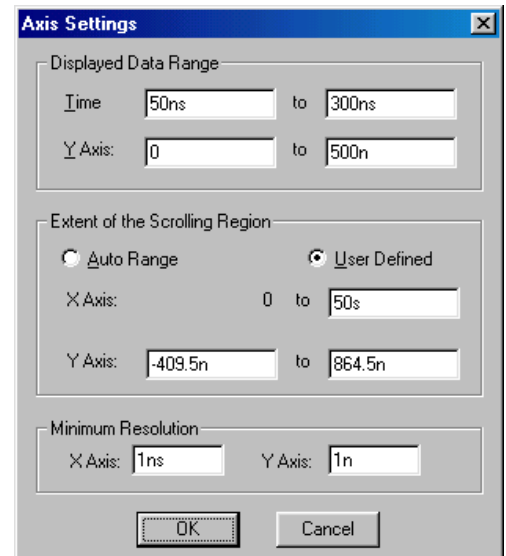 Axis Settings
Displayed Data Range
Time 50ns to 300ns
Y Axis: 0 to 500n
Extent of the Scrolling Region
Auto Range User Defined
X Axis: 0 to 50s
Y Axis: -409.5n to 864.5n
Minimum Resolution
X Axis: 1ns Y Axis: 1n
OK Cancel